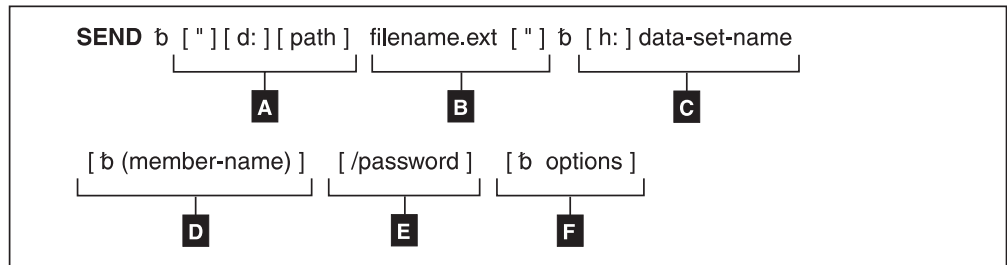 SEND ƀ [ " ] [ d: ] [ path ] filename.ext [ " ] ƀ [ h: ] data-set-name
A B C
[ ƀ (member-name) ] [ /password ] [ ƀ options ]
D E F